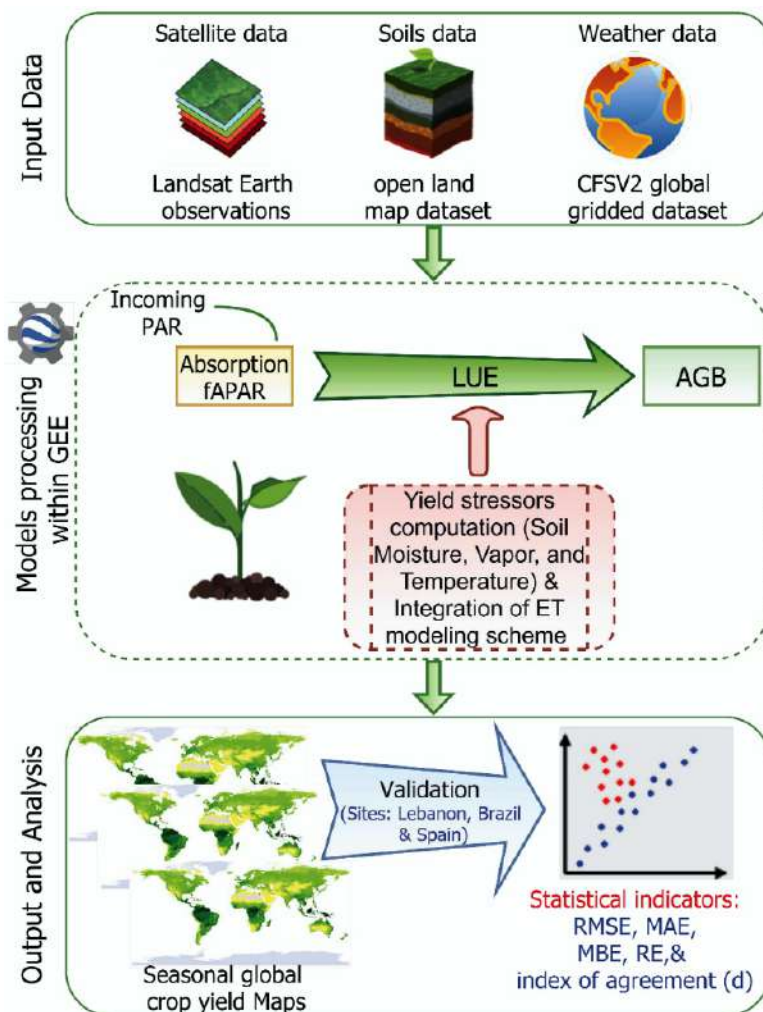 Input Data
Satellite data
Soils data
Weather data
Landsat Earth
observations
open land
map dataset
CFSV2 global
gridded dataset
Models processing
within GEE
Incoming
PAR
Absorption
fAPAR
LUE
AGB
Yield stressors
computation (Soil
Moisture, Vapor, and
Temperature) &
Integration of ET
modeling scheme
Output and Analysis
Seasonal global
crop yield Maps
Validation
(Sites: Lebanon, Brazil
& Spain)
Statistical indicators:
RMSE, MAE,
MBE, RE,&
index of agreement (d)